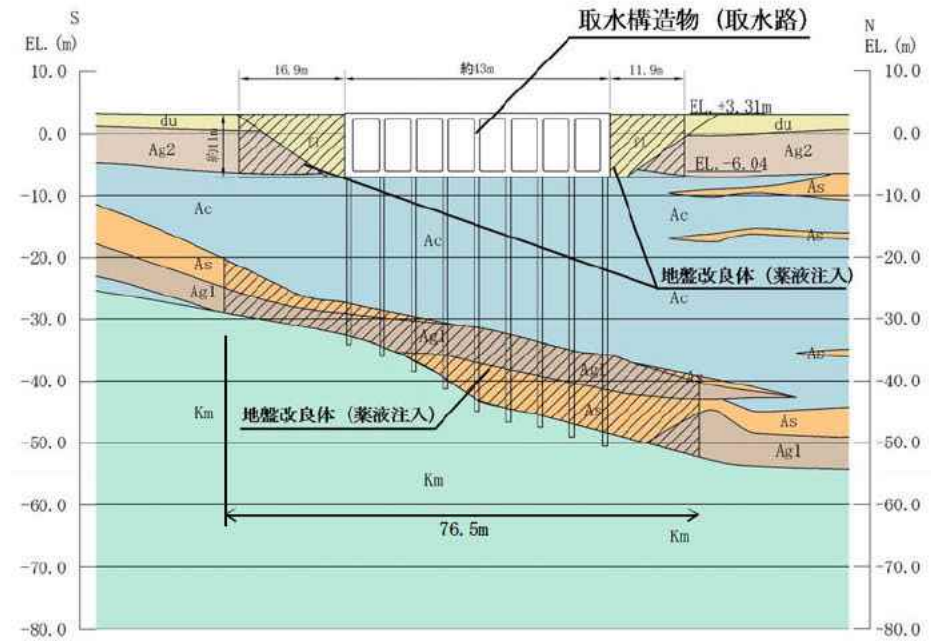 取水構造物（取水路）
S
N
EL. (m)
EL. (m)
10.0
16.9m
約43m
11.9m
10.0
EL. +3.31m
du
du
0.0
0.0
Ag2
Ag2
EL. -6.04
As
-10.0
-10.0
Ac
Ac
Ac
As
-20.0
-20.0
As
地盤改良体（薬液注入）
Ac
Ag1
-30.0
-30.0
Ag1
As
Ag1
As
-40.0
-40.0
Km
地盤改良体（薬液注入）
As
As
-50.0
-50.0
Ag1
Km
-60.0
-60.0
76.5m
Km
-70.0
-70.0
-80.0
-80.0